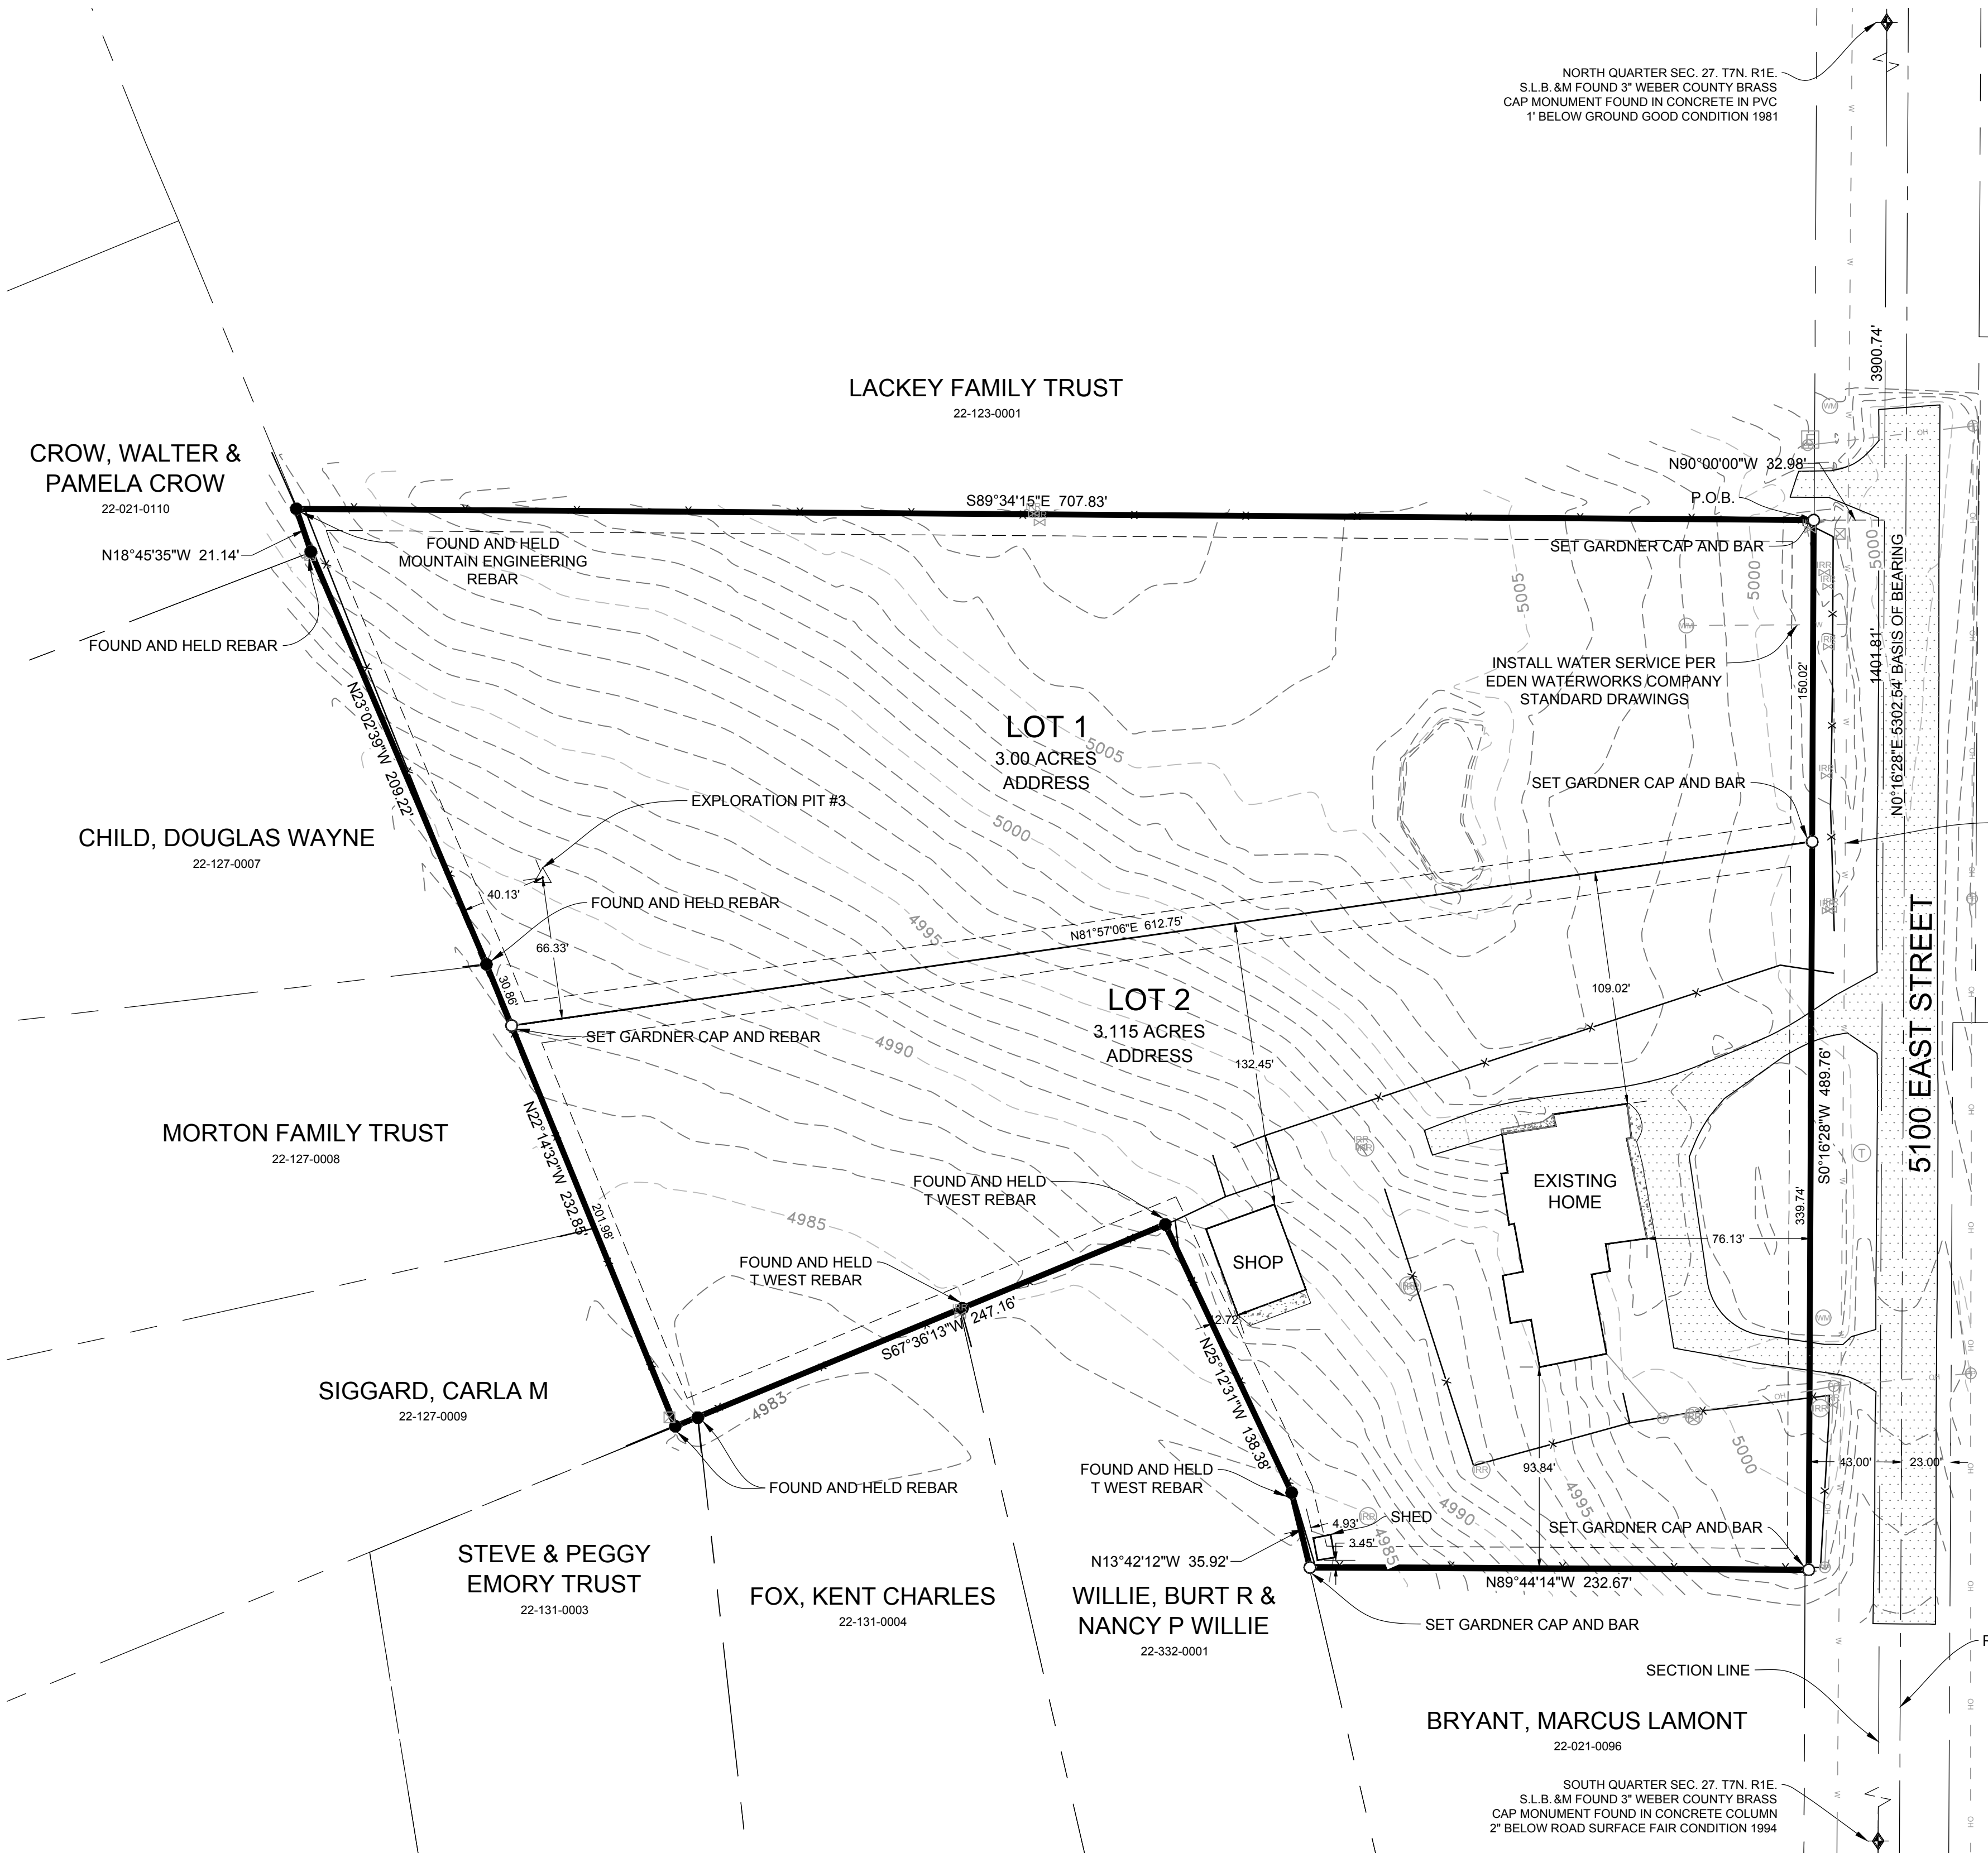 NORTH QUARTER SEC. 27. T7N. R1E.
S.L.B.&M FOUND 3" WEBER COUNTY BRASS
CAP MONUMENT FOUND IN CONCRETE IN PVC
1' BELOW GROUND GOOD CONDITION 1981
3900.74'
LACKEY FAMILY TRUST
22-123-0001
CROW, WALTER &
PAMELA CROW
22-021-0110
N90°00'00"W 32.98'
P.O.B.
S89°34'15"E 707.83'
N18°45'35"W 21.14'
FOUND AND HELD
MOUNTAIN ENGINEERING
REBAR
SET GARDNER CAP AND BAR
FOUND AND HELD REBAR
5005
5000
5000
N0°16'28"E 5302.54' BASIS OF BEARING
1401.81'
150.02'
INSTALL WATER SERVICE PER
EDEN WATERWORKS COMPANY
STANDARD DRAWINGS
N23°02'39"W 209.22'
LOT 1
3.00 ACRES
ADDRESS
5005
SET GARDNER CAP AND BAR
EXPLORATION PIT #3
5000
CHILD, DOUGLAS WAYNE
22-127-0007
40.13'
FOUND AND HELD REBAR
66.33'
30.86'
4995
N81°57'06"E 612.75'
SET GARDNER CAP AND REBAR
4990
LOT 2
3.115 ACRES
ADDRESS
109.02'
132.45'
5100 EAST STREET
S0°16'28"W 489.76'
339.74'
MORTON FAMILY TRUST
22-127-0008
N22°14'32"W 232.85'
201.98'
FOUND AND HELD
T WEST REBAR
4985
EXISTING
HOME
76.13'
SHOP
FOUND AND HELD
T WEST REBAR
S67°36'13"W 247.16'
2.72'
N25°12'31"W 138.38'
SIGGARD, CARLA M
22-127-0009
4983
FOUND AND HELD REBAR
FOUND AND HELD
T WEST REBAR
93.84'
5000
43.00'
23.00'
4995
4990
4985
SHED
4.93'
3.45'
SET GARDNER CAP AND BAR
N13°42'12"W 35.92'
N89°44'14"W 232.67'
STEVE & PEGGY
EMORY TRUST
22-131-0003
FOX, KENT CHARLES
22-131-0004
WILLIE, BURT R &
NANCY P WILLIE
22-332-0001
SET GARDNER CAP AND BAR
SECTION LINE
BRYANT, MARCUS LAMONT
22-021-0096
SOUTH QUARTER SEC. 27. T7N. R1E.
S.L.B.&M FOUND 3" WEBER COUNTY BRASS
CAP MONUMENT FOUND IN CONCRETE COLUMN
2" BELOW ROAD SURFACE FAIR CONDITION 1994